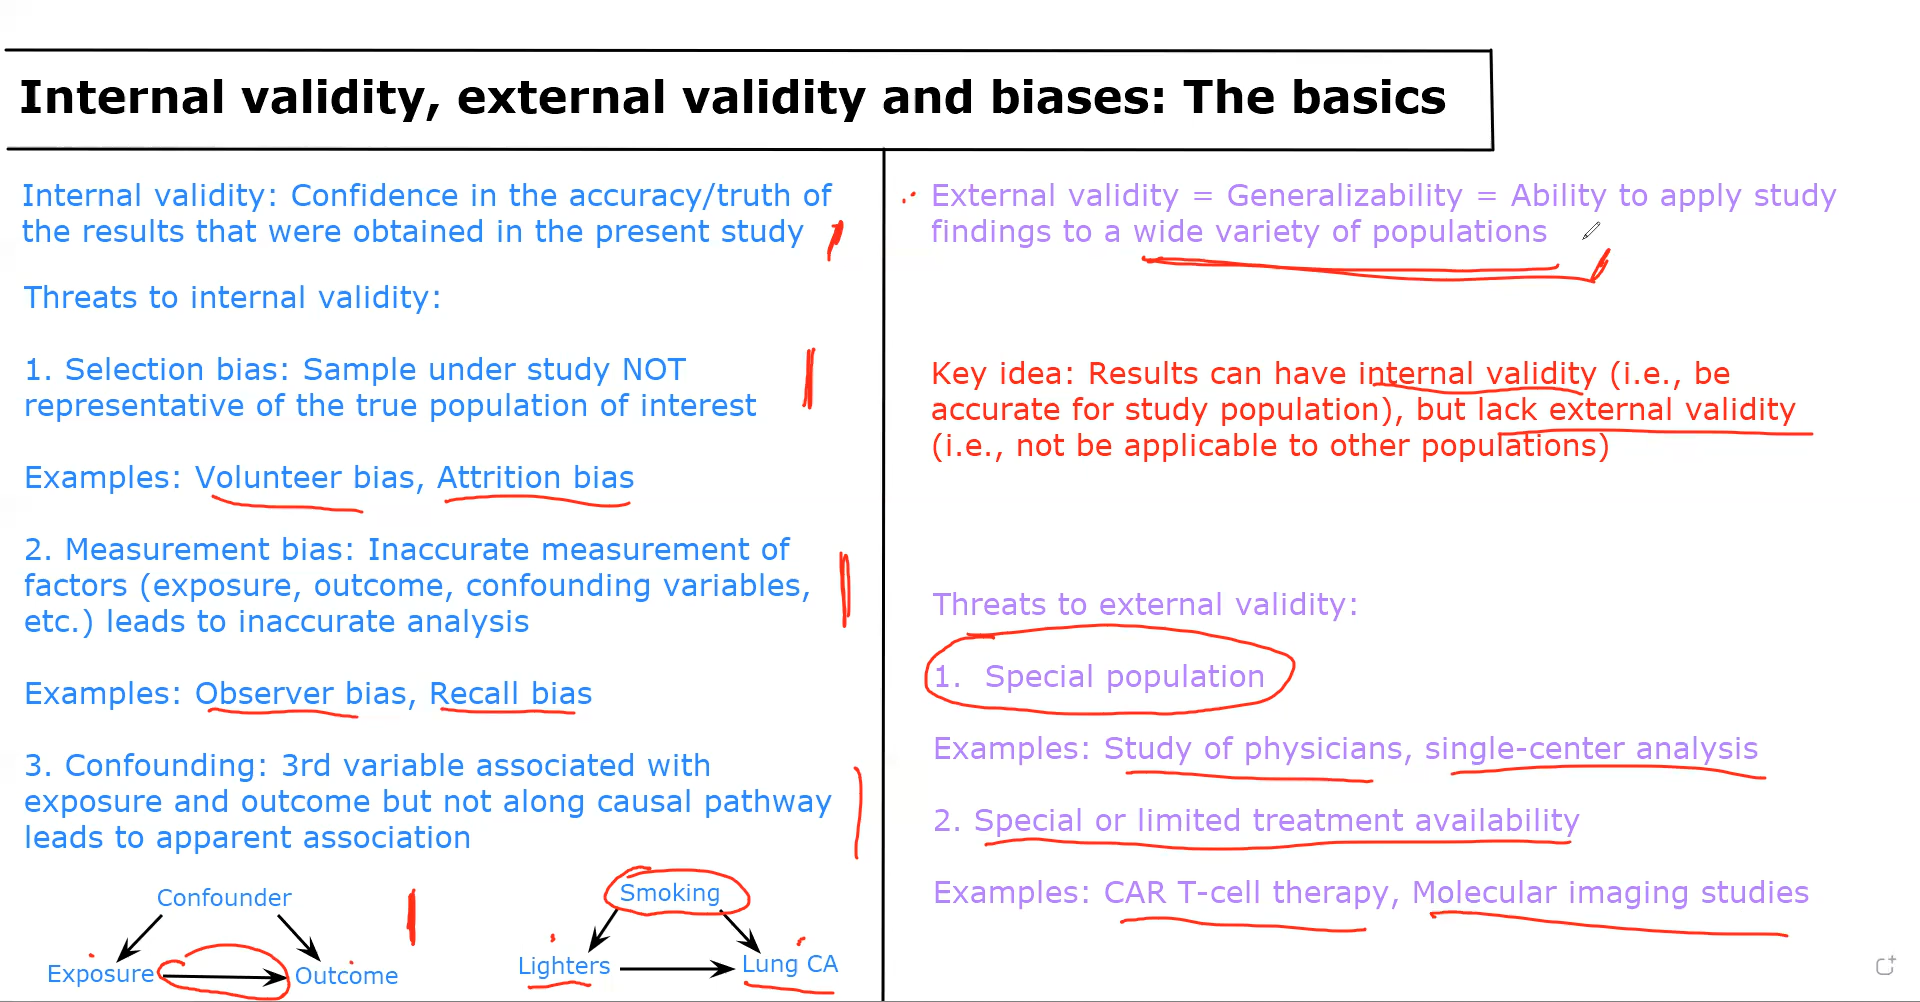 Internal validity, external validity and biases: The basics
Internal validity: Confidence in the accuracy/truth of
the results that were obtained in the present study
Threats to internal validity:
1. Selection bias: Sample under study NOT
representative of the true population of interest
Examples: Volunteer bias, Attrition bias
2. Measurement bias: Inaccurate measurement of
factors (exposure, outcome, confounding variables,
etc.) leads to inaccurate analysis
Examples: Observer bias, Recall bias
3. Confounding: 3rd variable associated with
exposure and outcome but not along causal pathway
leads to apparent association
Confounder
Exposure
Outcome
Smoking
Lighters
Lung CA
External validity = Generalizability = Ability to apply study
findings to a wide variety of populations
Key idea: Results can have internal validity (i.e., be
accurate for study population), but lack external validity
(i.e., not be applicable to other populations)
Threats to external validity:
1. Special population
Examples: Study of physicians, single-center analysis
2. Special or limited treatment availability
Examples: CAR T-cell therapy, Molecular imaging studies